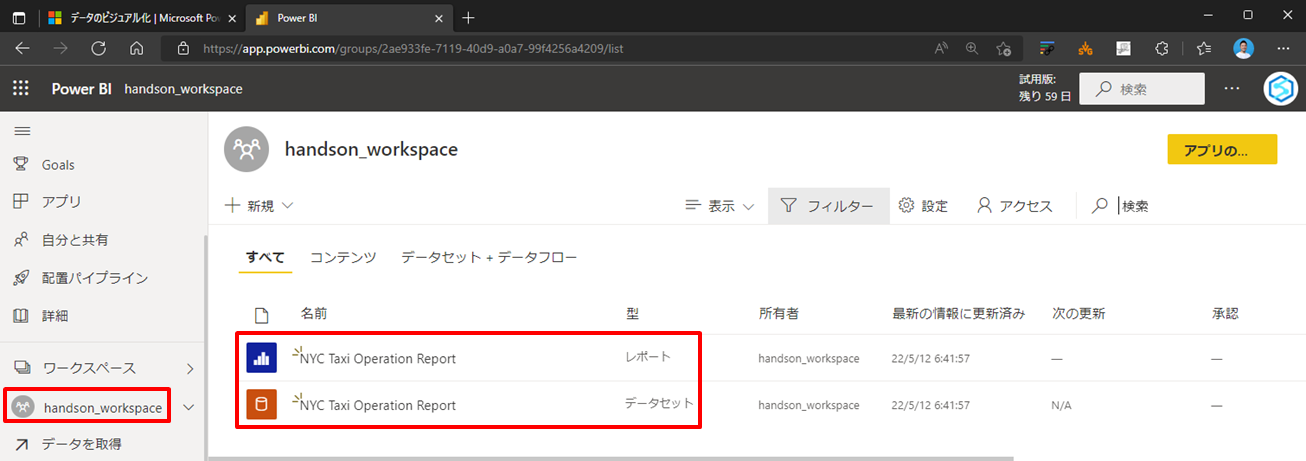 データのビジュアル化 | Microsoft Po
Power BI
https://app.powerbi.com/groups/2ae933fe-7119-40d9-a0a7-99f4256a4209/list
Power BI handson_workspace
試用版:
残り 59 日
検索
Goals
アプリ
自分と共有
配置パイプライン
詳細
ワークスペース
handson_workspace
データを取得
handson_workspace
アプリの...
新規
表示
フィルター
設定
アクセス
検索
すべて コンテンツ データセット + データフロー
名前 型 所有者 最新の情報に更新済み 次の更新 承認
NYC Taxi Operation Report レポート handson_workspace 22/5/12 6:41:57 — —
NYC Taxi Operation Report データセット handson_workspace 22/5/12 6:41:57 N/A —